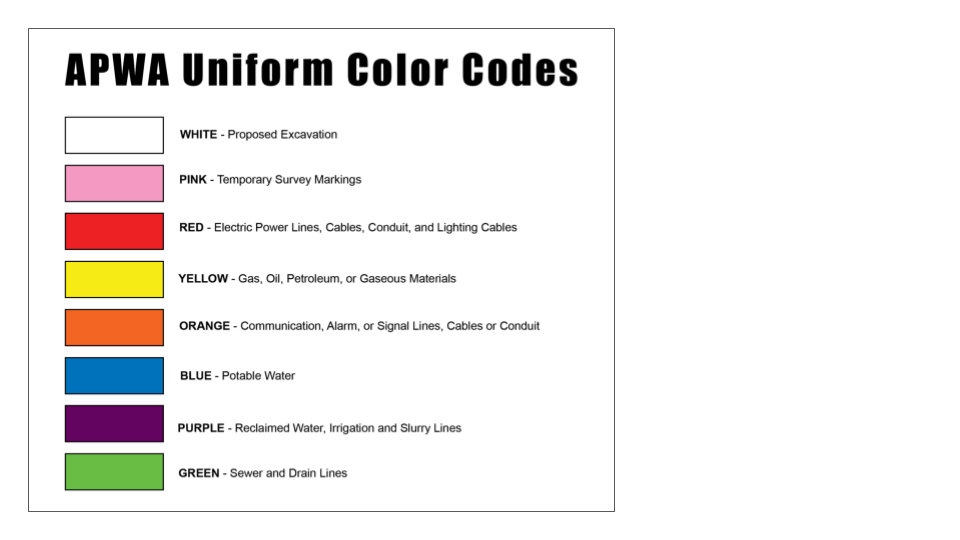 APWA Uniform Color Codes
WHITE - Proposed Excavation
PINK - Temporary Survey Markings
RED - Electric Power Lines, Cables, Conduit, and Lighting Cables
YELLOW - Gas, Oil, Petroleum, or Gaseous Materials
ORANGE - Communication, Alarm, or Signal Lines, Cables or Conduit
BLUE - Potable Water
PURPLE - Reclaimed Water, Irrigation and Slurry Lines
GREEN - Sewer and Drain Lines